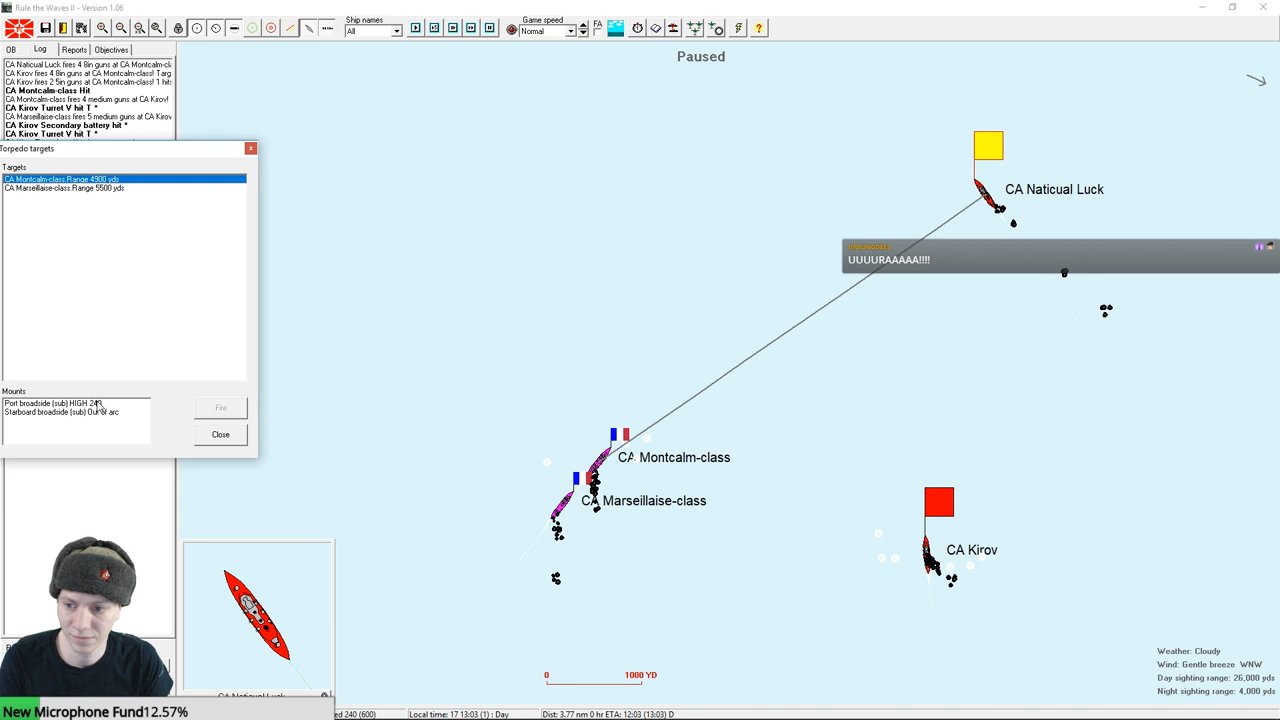 Rule the Waves II - Version 1.06
Ship names
All
Game speed
Normal
FA
OB
Log
Reports
Objectives
CA Naticual Luck fires 4 8in guns at CA Montcalm-clas
CA Kirov fires 4 8in guns at CA Montcalm-class! Targ
CA Kirov fires 2 5in guns at CA Montcalm-class! 1 hits
CA Montcalm-class Hit
CA Montcalm-class fires 4 medium guns at CA Kirov!
CA Kirov Turret V hit T *
CA Marseillaise-class fires 5 medium guns at CA Kirov
CA Kirov Secondary battery hit *
CA Kirov Turret V hit T *
Torpedo targets
Targets
CA Montcalm-class.Range 4900 yds
CA Marseillaise-class.Range 5500 yds
Mounts
Port broadside (sub) HIGH
Starboard broadside (sub) Out of arc
Fire
Close
Paused
CA Naticual Luck
UUUURAAAAA!!!!
CA Montcalm-class
CA Marseillaise-class
CA Kirov
0
1000 YD
Weather: Cloudy
Wind: Gentle breeze WNW
Day sighting range: 26,000 yds
Night sighting range: 4,000 yds
CA Naticual Luck
New Microphone Fund12.57%
240 (600)
Local time: 17 13:03 (1) : Day
Dist: 3.77 nm 0 hr ETA: 12:03 (13:03) D